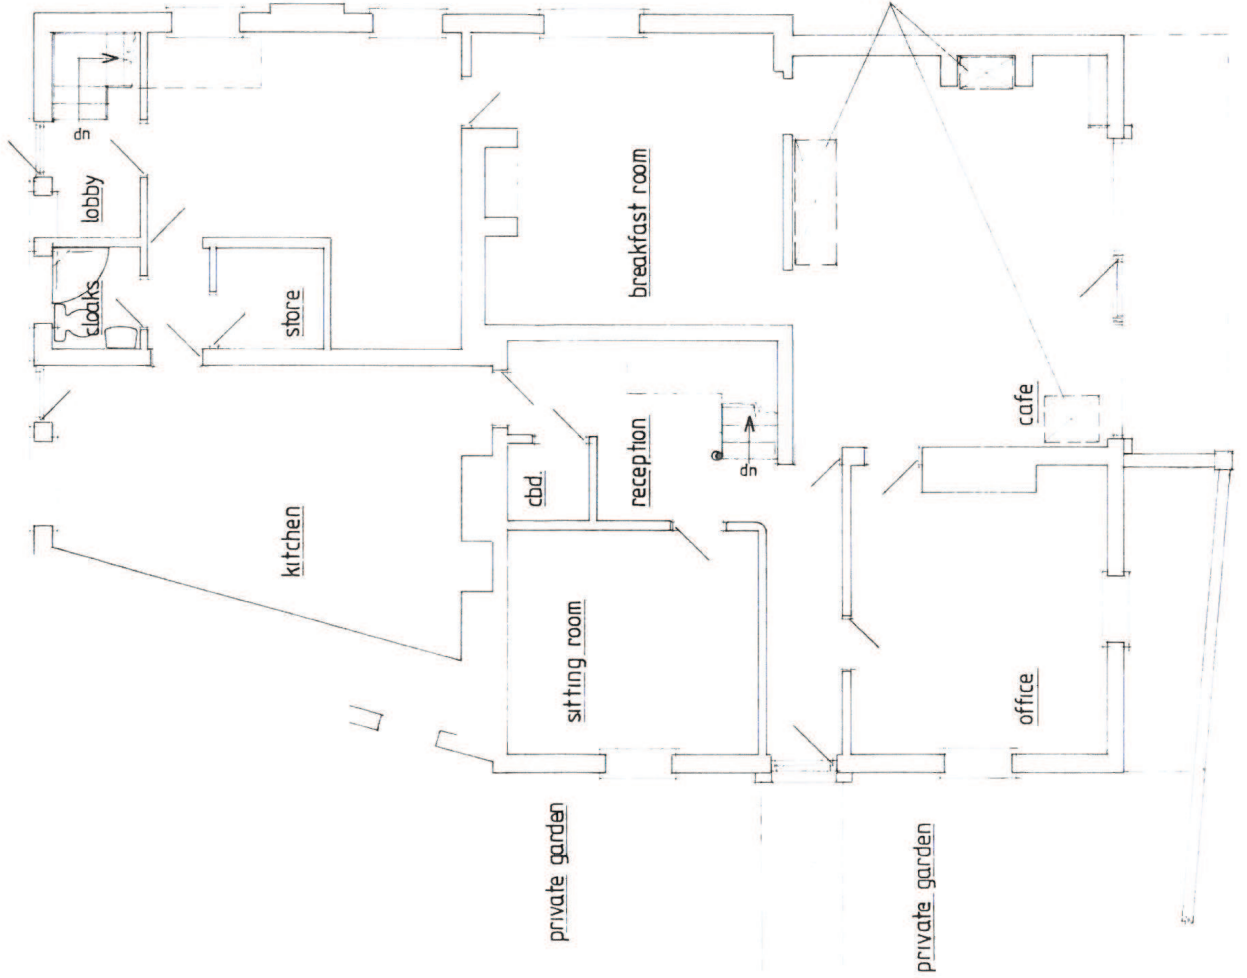 dn
lobby
cloaks
store
breakfast room
cafe
kitchen
cbd.
reception
dn
sitting room
office
private garden
private garden